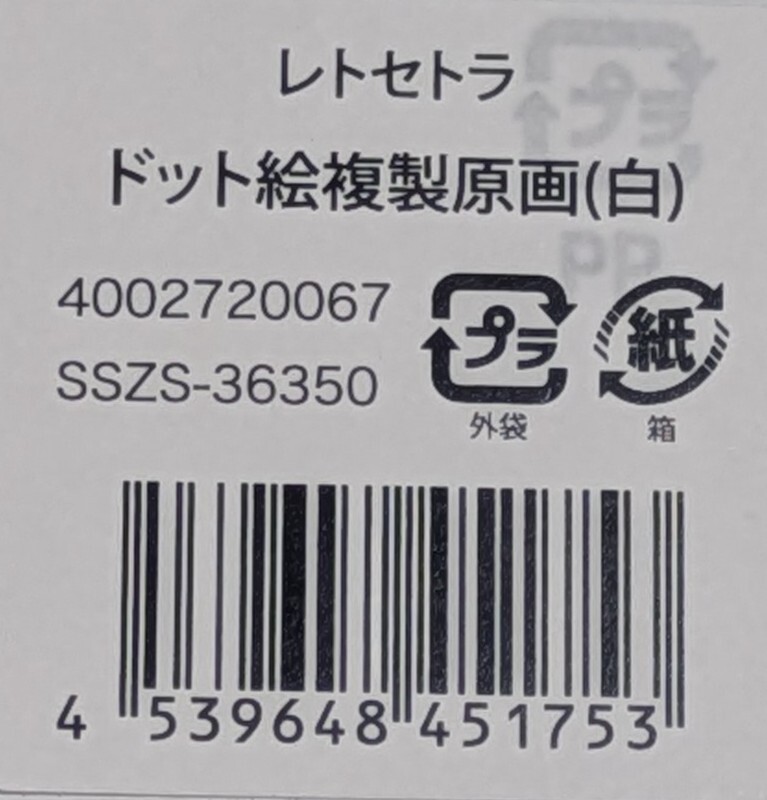 レトセトラ
ドット絵複製原画(白)
4002720067
SSZS-36350
プラ
外袋
紙
箱
4 539648 451753